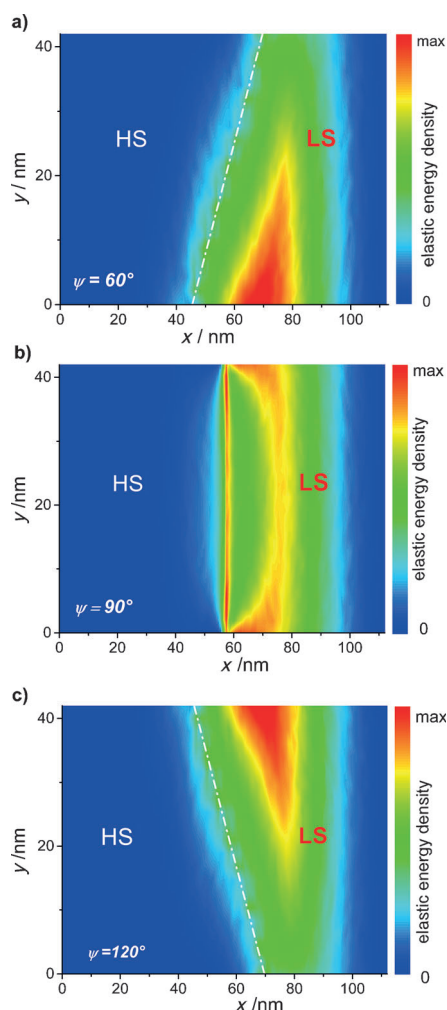 a)
40
20
0
y / nm
HS
LS
ψ = 60°
0 20 40 60 80 100
x / nm
max
elastic energy density
0
b)
40
20
0
y / nm
HS
LS
ψ = 90°
0 20 40 60 80 100
x /nm
max
elastic energy density
0
c)
40
20
0
y /nm
HS
LS
ψ =120°
0 20 40 60 80 100
x /nm
max
elastic energy density
0